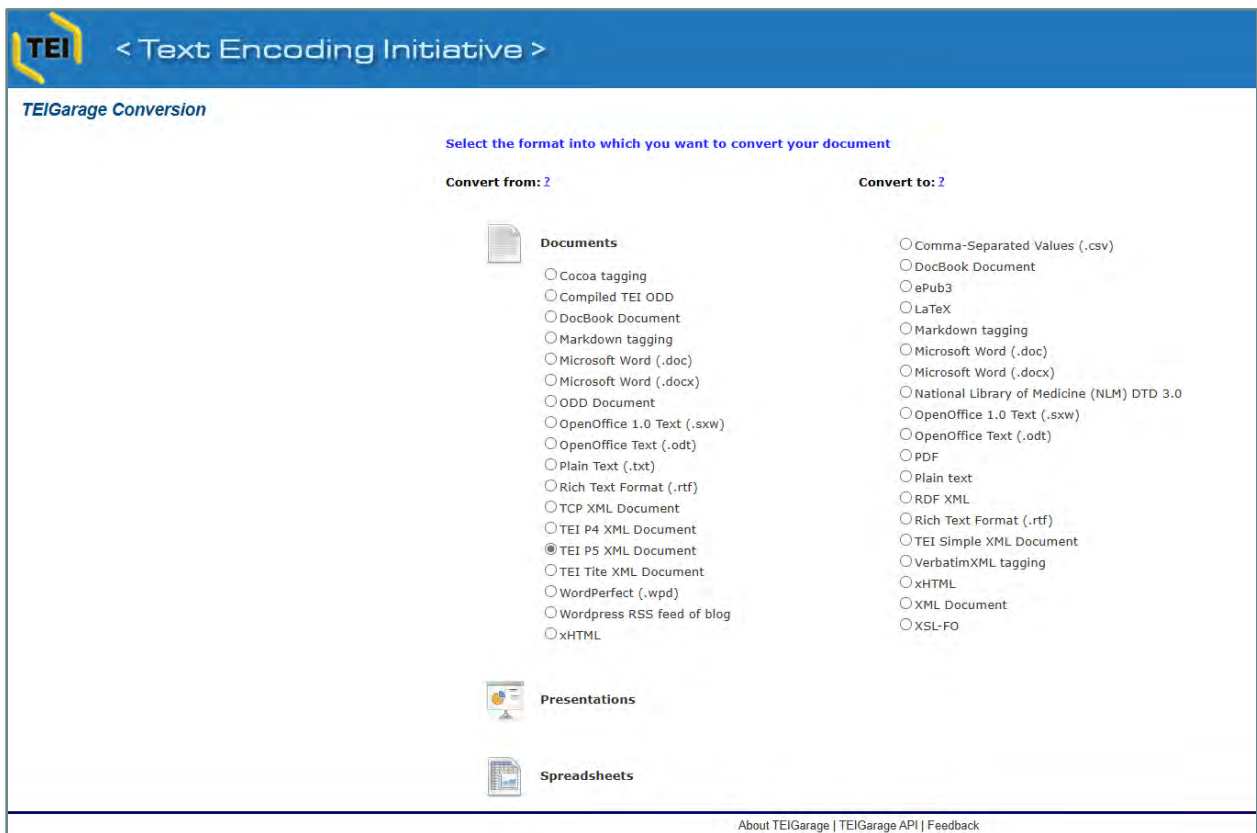 TEI < Text Encoding Initiative >
TEIGarage Conversion
Select the format into which you want to convert your document
Convert from: ?
Documents
Cocoa tagging
Compiled TEI ODD
DocBook Document
Markdown tagging
Microsoft Word (.doc)
Microsoft Word (.docx)
ODD Document
OpenOffice 1.0 Text (.sxw)
OpenOffice Text (.odt)
Plain Text (.txt)
Rich Text Format (.rtf)
TCP XML Document
TEI P4 XML Document
TEI P5 XML Document
TEI Tite XML Document
WordPerfect (.wpd)
Wordpress RSS feed of blog
xHTML
Presentations
Spreadsheets
Convert to: ?
Comma-Separated Values (.csv)
DocBook Document
ePub3
LaTeX
Markdown tagging
Microsoft Word (.doc)
Microsoft Word (.docx)
National Library of Medicine (NLM) DTD 3.0
OpenOffice 1.0 Text (.sxw)
OpenOffice Text (.odt)
PDF
Plain text
RDF XML
Rich Text Format (.rtf)
TEI Simple XML Document
VerbatimXML tagging
xHTML
XML Document
XSL-FO
About TEIGarage | TEIGarage API | Feedback